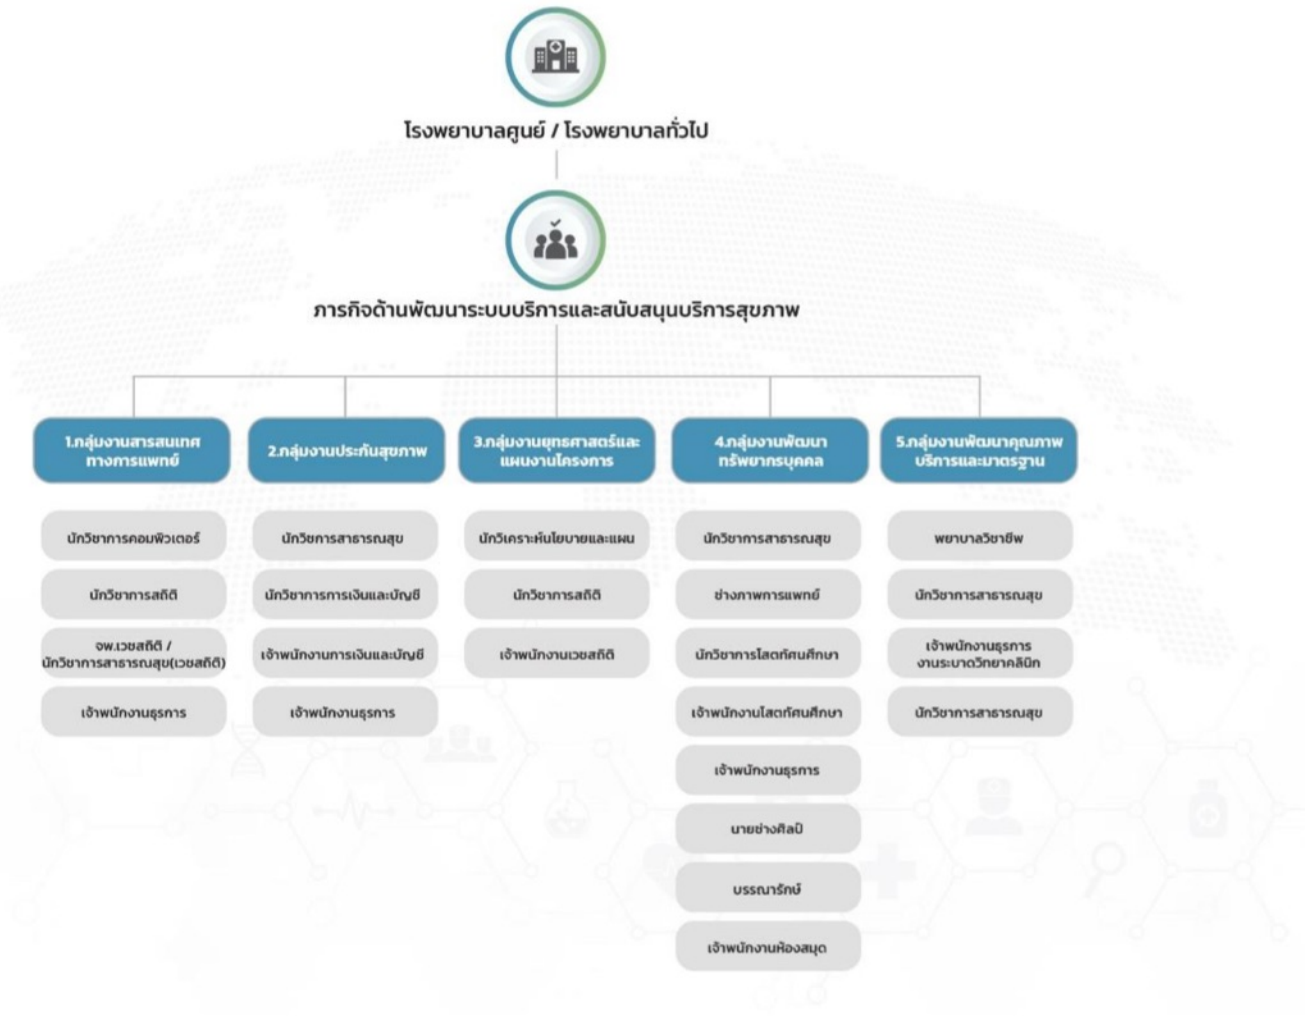 โรงพยาบาลศูนย์ / โรงพยาบาลทั่วไป
ภารกิจด้านพัฒนาระบบบริการและสนับสนุนบริการสุขภาพ
1.กลุ่มงานสารสนเทศ
ทางการแพทย์
นักวิชาการคอมพิวเตอร์
นักวิชาการสถิติ
จพ.เวชสถิติ /
นักวิชาการสาธารณสุข(เวชสถิติ)
เจ้าพนักงานธุรการ
2.กลุ่มงานประกันสุขภาพ
นักวิชการสาธารณสุข
นักวิชาการการเงินและบัญชี
เจ้าพนักงานการเงินและบัญชี
เจ้าพนักงานธุรการ
3.กลุ่มงานยุทธศาสตร์และ
แผนงานโครงการ
นักวิเคราะห์นโยบายและแผน
นักวิชาการสถิติ
เจ้าพนักงานเวชสถิติ
4.กลุ่มงานพัฒนา
ทรัพยากรบุคคล
นักวิชาการสาธารณสุข
ช่างภาพการแพทย์
นักวิชาการโสตทัศนศึกษา
เจ้าพนักงานโสตทัศนศึกษา
เจ้าพนักงานธุรการ
นายช่างศิลป์
บรรณารักษ์
เจ้าพนักงานห้องสมุด
5.กลุ่มงานพัฒนาคุณภาพ
บริการและมาตรฐาน
พยาบาลวิชาชีพ
นักวิชาการสาธารณสุข
เจ้าพนักงานธุรการ
งานระบาดวิทยาคลินิก
นักวิชาการสาธารณสุข